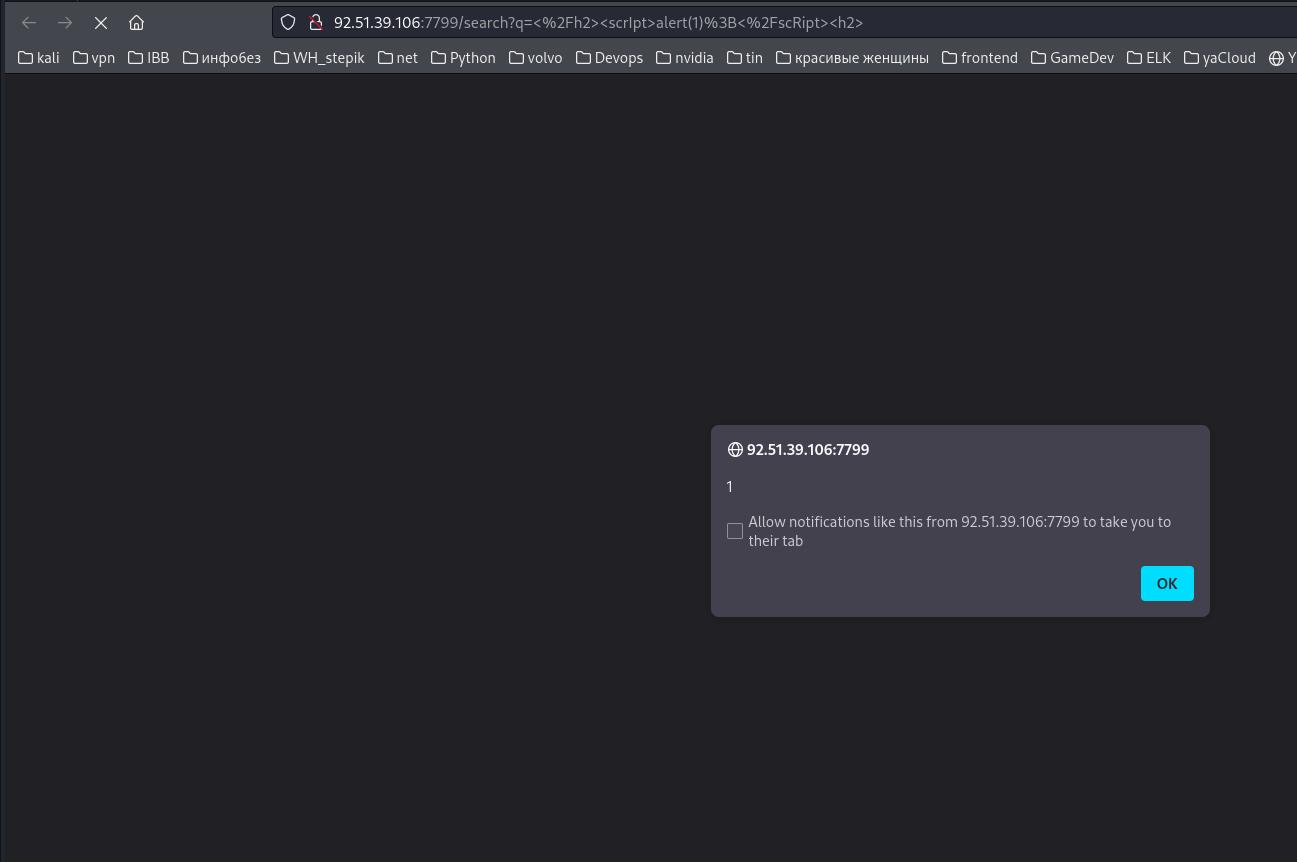 92.51.39.106:7799/search?q=<%2Fh2><scrIpt>alert(1)%3B<%2FscRipt><h2>
kali vpn IBB инфобез WH_stepik net Python volvo Devops nvidia tin красивые женщины frontend GameDev ELK yaCloud Y
92.51.39.106:7799
1
Allow notifications like this from 92.51.39.106:7799 to take you to
their tab
OK